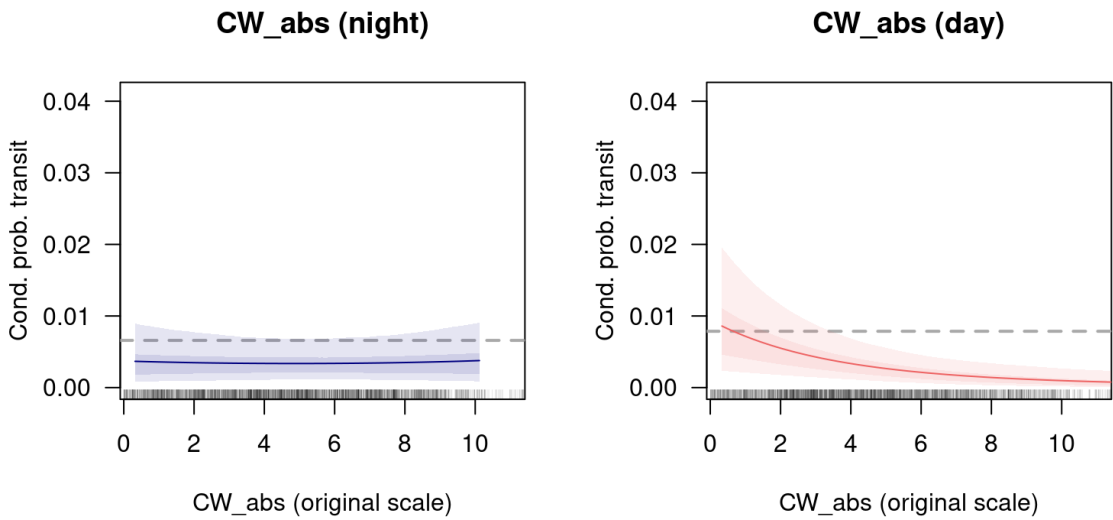 CW_abs (night)
Cond. prob. transit
0.04
0.03
0.02
0.01
0.00
0 2 4 6 8 10
CW_abs (original scale)
CW_abs (day)
Cond. prob. transit
0.04
0.03
0.02
0.01
0.00
0 2 4 6 8 10
CW_abs (original scale)